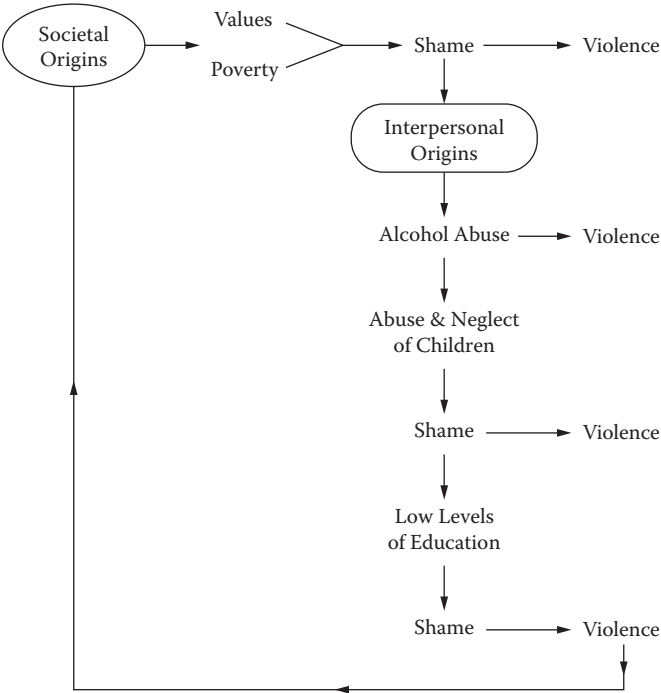 Societal
Origins
Values
Poverty
Shame
Violence
Interpersonal
Origins
Alcohol Abuse
Violence
Abuse & Neglect
of Children
Shame
Violence
Low Levels
of Education
Shame
Violence